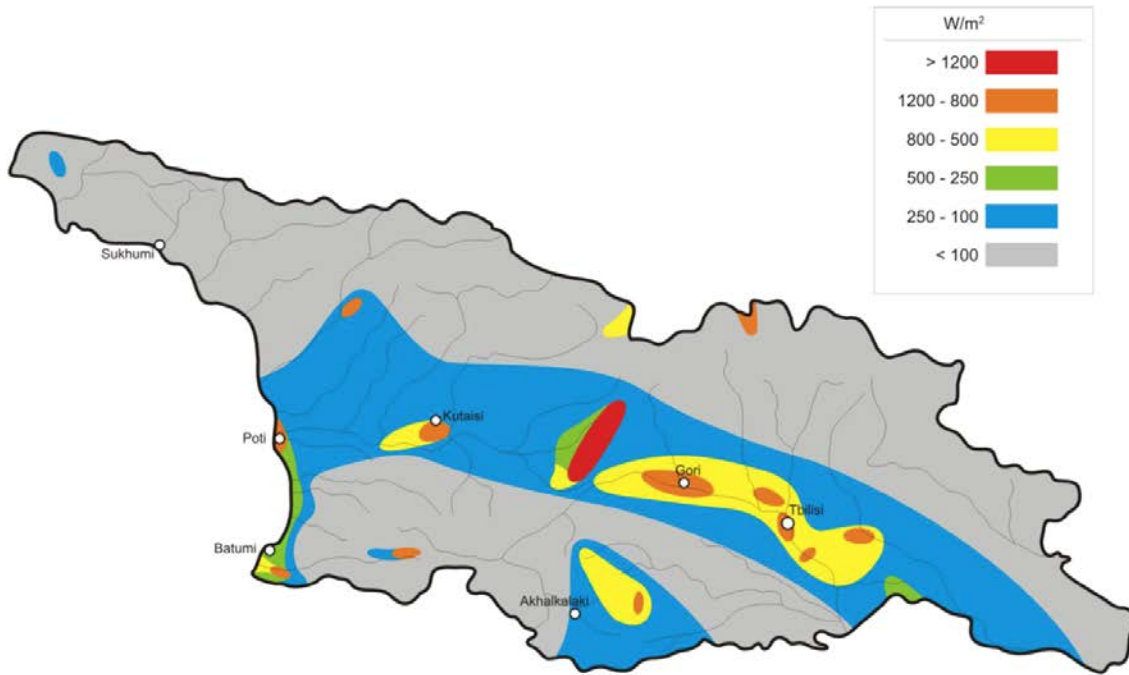 W/m²
> 1200
1200 - 800
800 - 500
500 - 250
250 - 100
< 100
Sukhumi
Kutaisi
Poti
Gori
Tbilisi
Batumi
Akhalkalaki